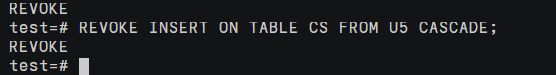 REVOKE
test=# REVOKE INSERT ON TABLE CS FROM U5 CASCADE;
REVOKE
test=#